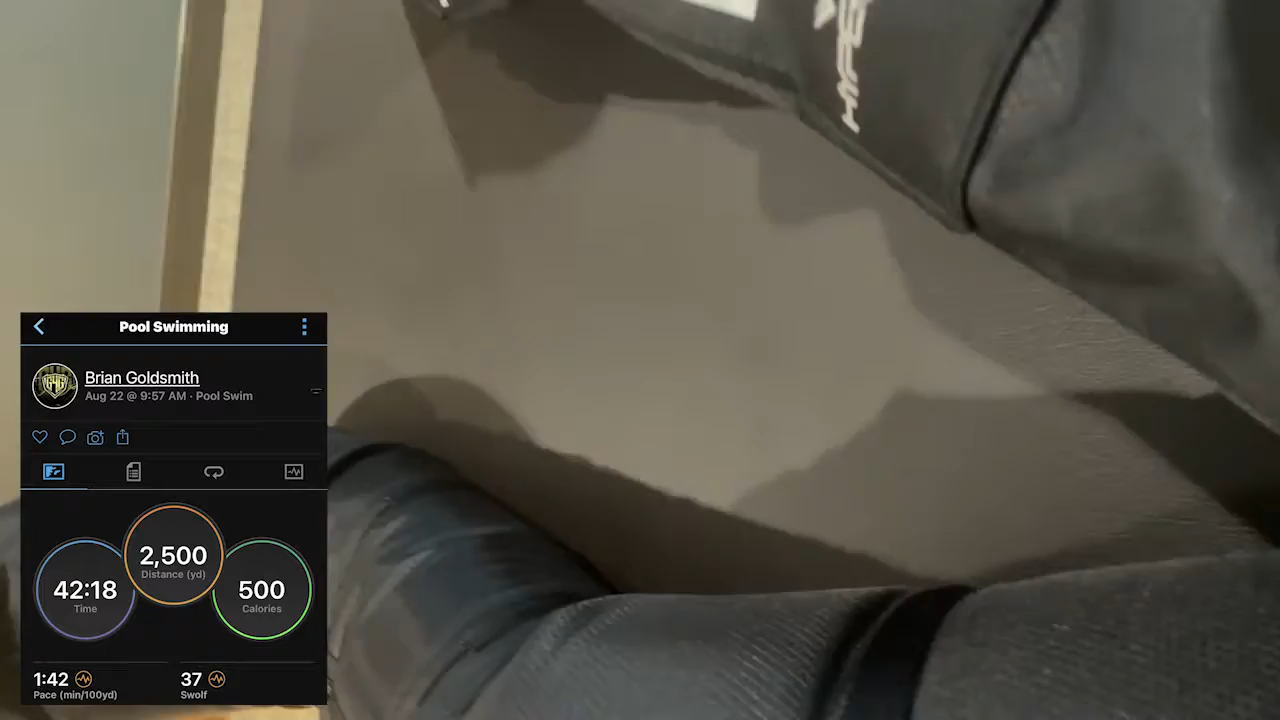 HYPER
Pool Swimming
Brian Goldsmith
Aug 22 @ 9:57 AM · Pool Swim
2,500
Distance (yd)
42:18
Time
500
Calories
1:42
Pace (min/100yd)
37
Swolf